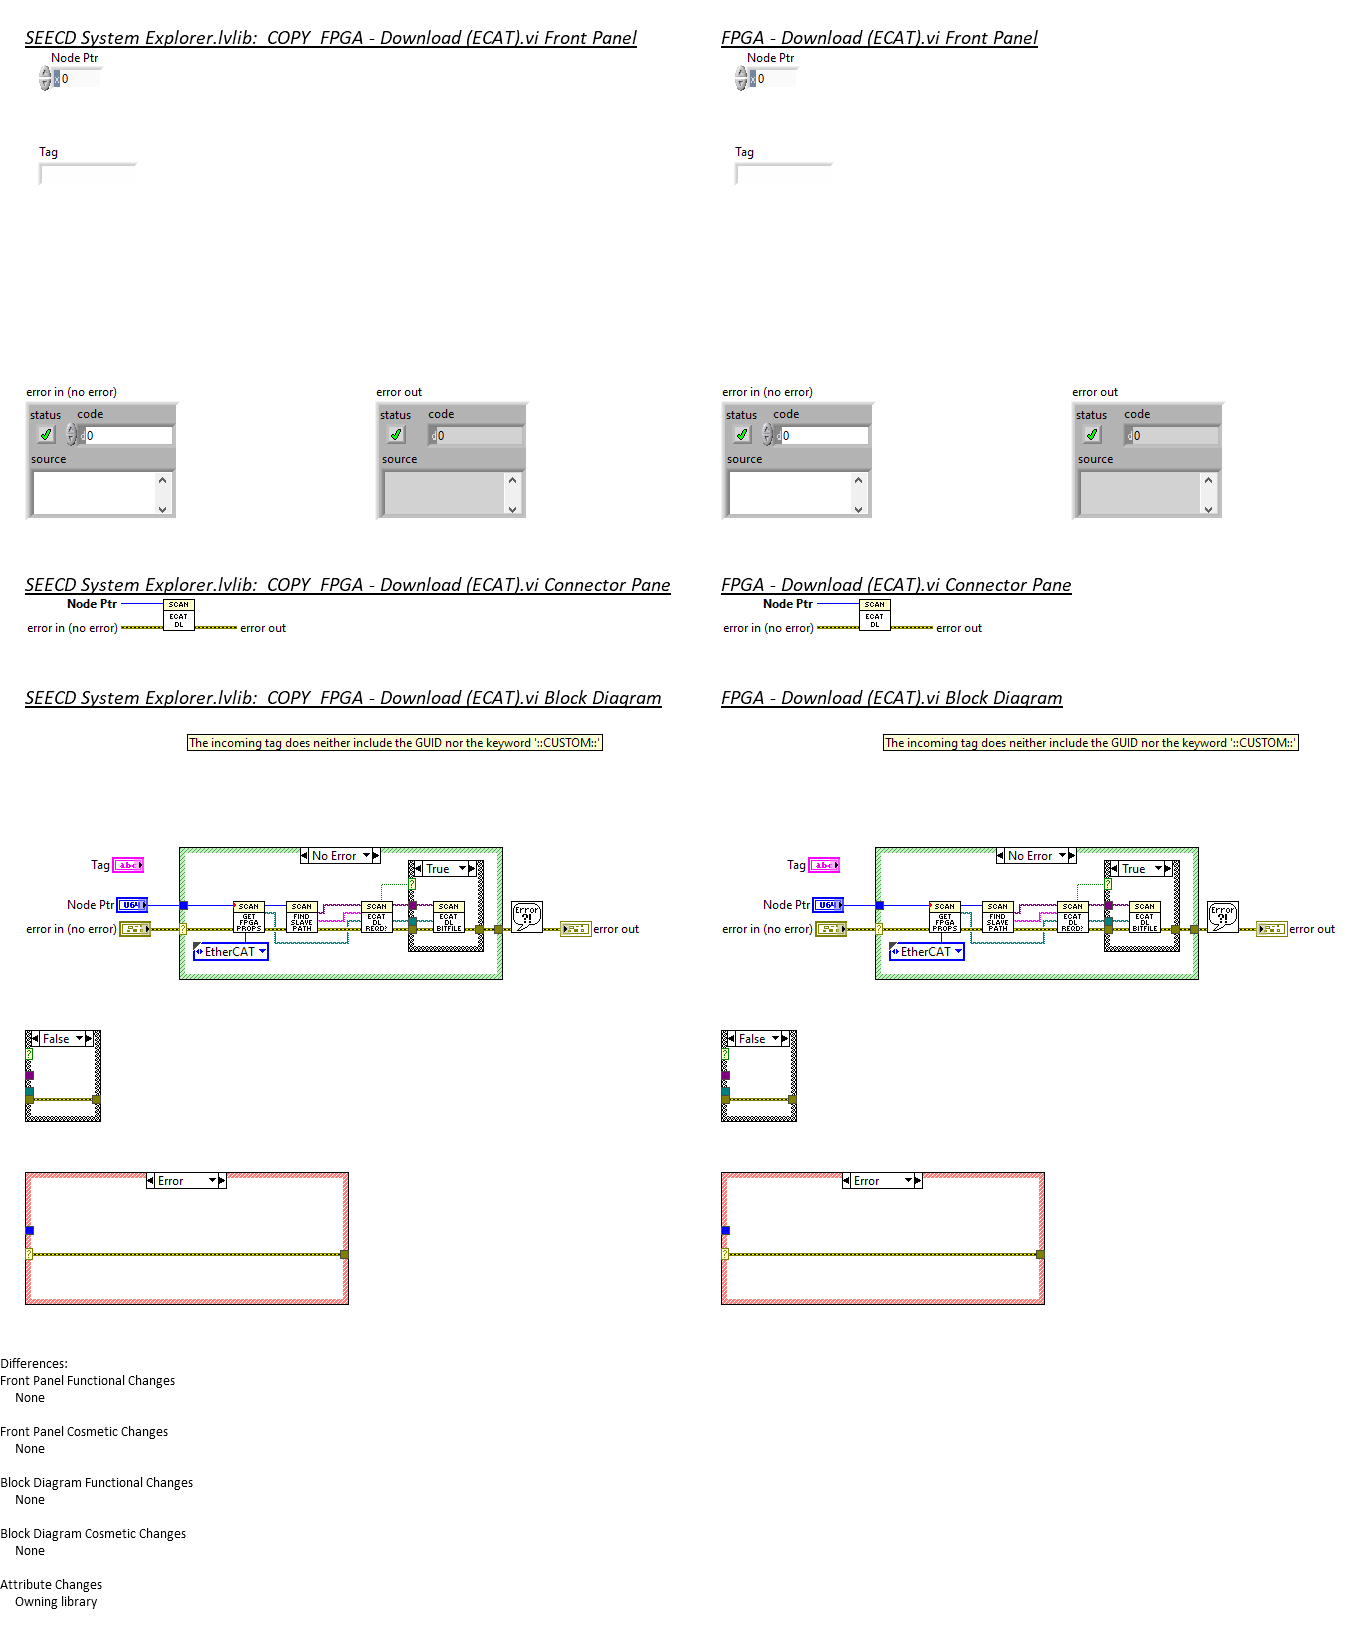 SEECD System Explorer.lvlib:_COPY_FPGA - Download (ECAT).vi Front Panel
Node Ptr
x 0
Tag
error in (no error)
status code
d 0
source
error out
status code
d 0
source
FPGA - Download (ECAT).vi Front Panel
Node Ptr
x 0
Tag
error in (no error)
status code
d 0
source
error out
status code
d 0
source
SEECD System Explorer.lvlib:_COPY_FPGA - Download (ECAT).vi Connector Pane
Node Ptr
error in (no error)
SCAN
ECAT
DL
error out
FPGA - Download (ECAT).vi Connector Pane
Node Ptr
error in (no error)
SCAN
ECAT
DL
error out
SEECD System Explorer.lvlib:_COPY_FPGA - Download (ECAT).vi Block Diagram
The incoming tag does neither include the GUID nor the keyword '::CUSTOM::'
No Error
True
Tag abc
Node Ptr U64
error in (no error)
SCAN
GET
FPGA
PROPS
SCAN
FIND
SLAVE
PATH
SCAN
ECAT
DL
REQD?
SCAN
ECAT
DL
BITFILE
EtherCAT
Error
?!
error out
False
?
Error
?
FPGA - Download (ECAT).vi Block Diagram
The incoming tag does neither include the GUID nor the keyword '::CUSTOM::'
No Error
True
Tag abc
Node Ptr U64
error in (no error)
SCAN
GET
FPGA
PROPS
SCAN
FIND
SLAVE
PATH
SCAN
ECAT
DL
REQD?
SCAN
ECAT
DL
BITFILE
EtherCAT
Error
?!
error out
False
?
Error
?
Differences:
Front Panel Functional Changes
None
Front Panel Cosmetic Changes
None
Block Diagram Functional Changes
None
Block Diagram Cosmetic Changes
None
Attribute Changes
Owning library